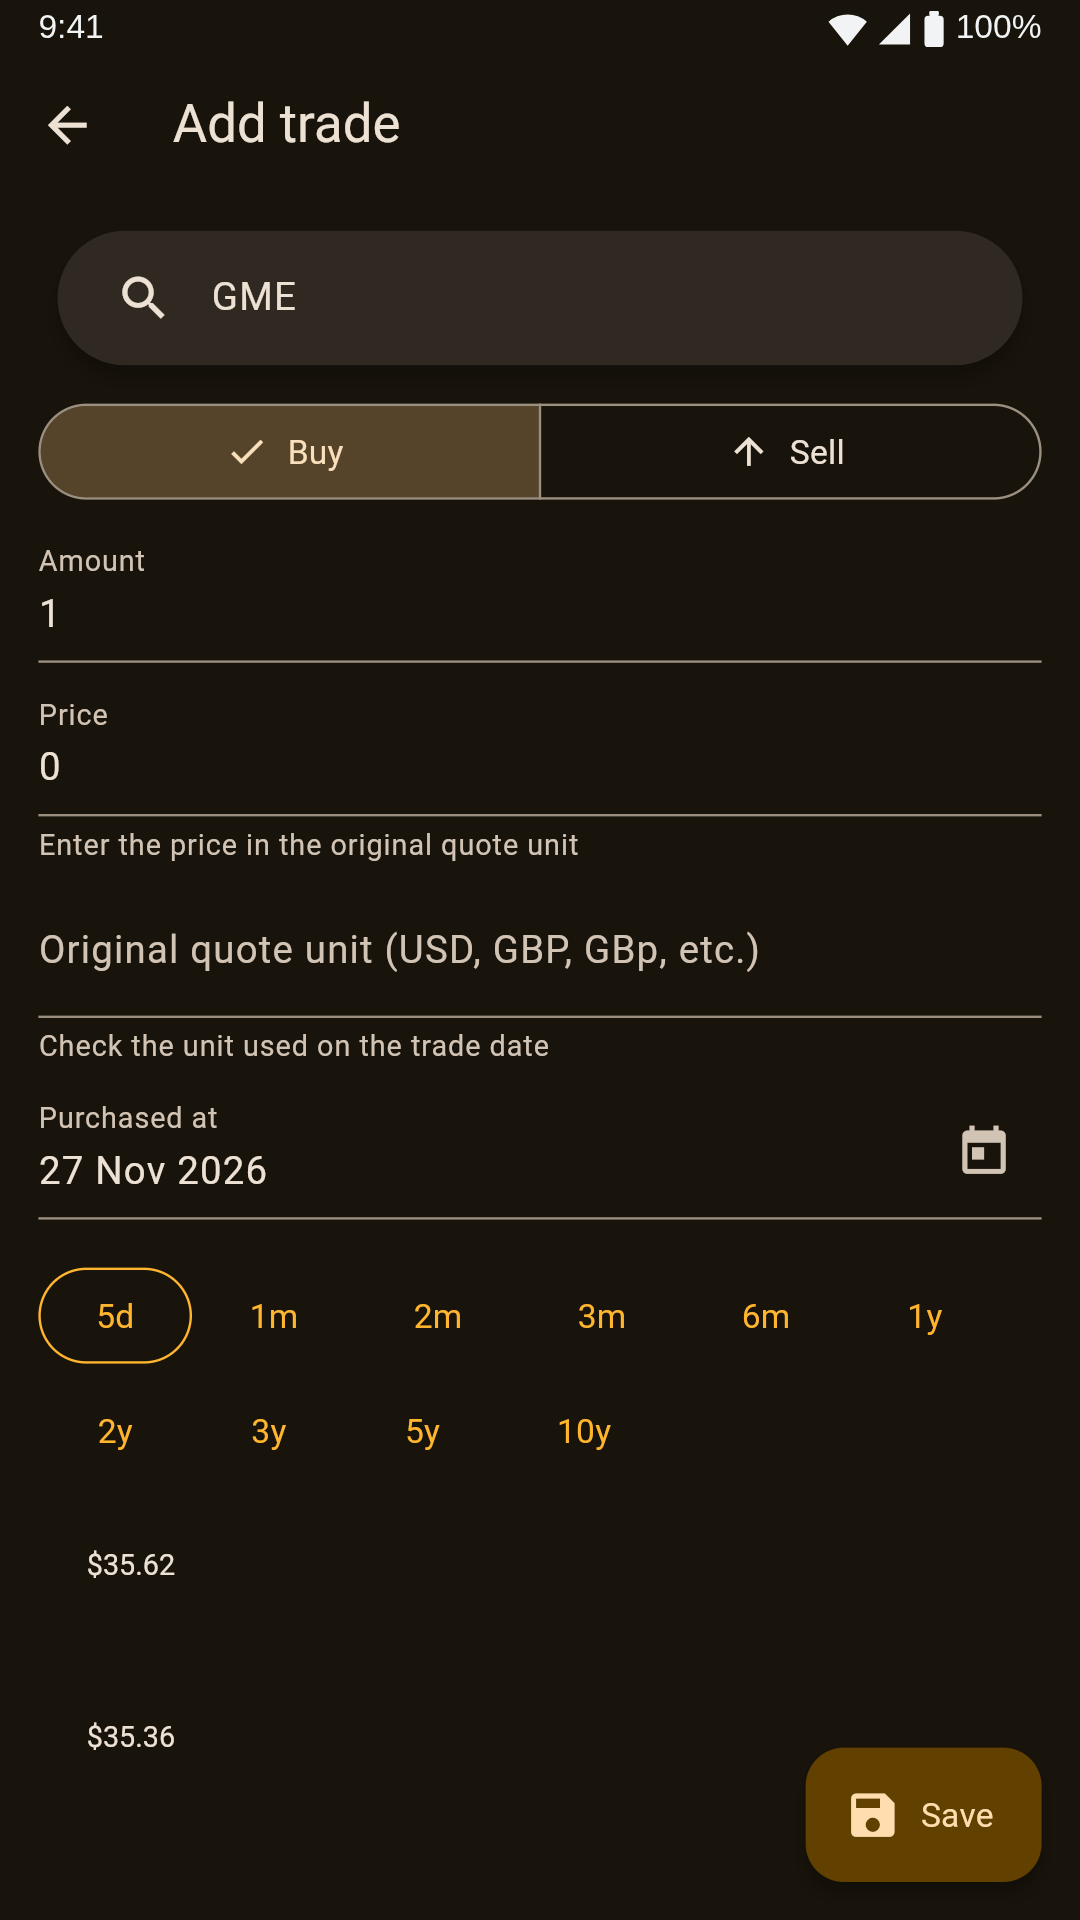 9:41
100%
Add trade
GME
Buy
Sell
Amount
1
Price
0
Enter the price in the original quote unit
Original quote unit (USD, GBP, GBp, etc.)
Check the unit used on the trade date
Purchased at
27 Nov 2026
5d 1m 2m 3m 6m 1y
2y 3y 5y 10y
$35.62
$35.36
Save